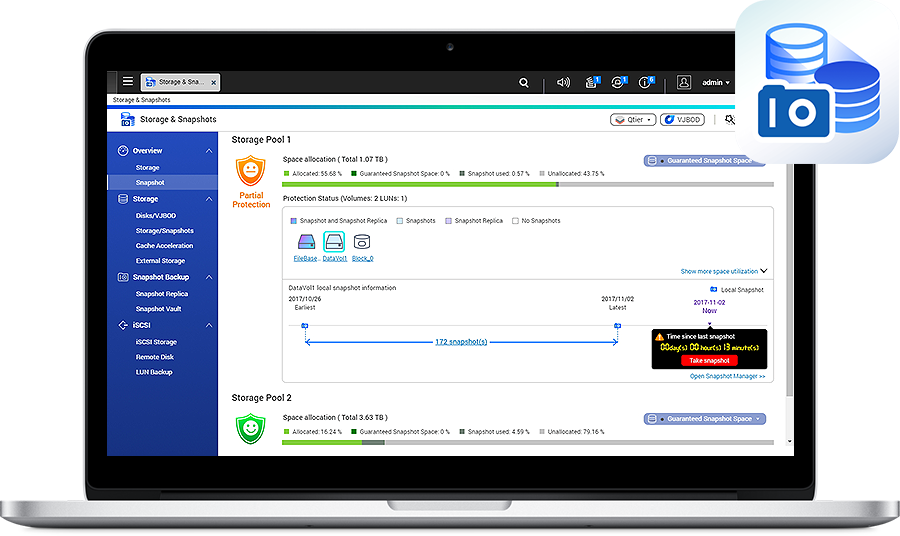 Storage & Sna... x
1
1
6
admin
Storage & Snapshots
Storage & Snapshots
Qtier
VJBOD
Overview
Storage
Snapshot
Storage
Disks/VJBOD
Storage/Snapshots
Cache Acceleration
External Storage
Snapshot Backup
Snapshot Replica
Snapshot Vault
iSCSI
iSCSI Storage
Remote Disk
LUN Backup
Storage Pool 1
Partial
Protection
Space allocation ( Total 1.07 TB )
Guaranteed Snapshot Space
Allocated: 55.68 % Guaranteed Snapshot Space: 0 % Snapshot used: 0.57 % Unallocated: 43.75 %
Protection Status (Volumes: 2 LUNs: 1)
Snapshot and Snapshot Replica Snapshots Snapshot Replica No Snapshots
FileBase... DataVol1 Block_0
Show more space utilization
DataVol1 local snapshot information
Local Snapshot
2017/10/26
Earliest
2017/11/02
Latest
2017-11-02
Now
172 snapshot(s)
Time since last snapshot
00day(s) 00 hour(s) 13 minute(s)
Take snapshot
Open Snapshot Manager >>
Storage Pool 2
Space allocation ( Total 3.63 TB )
Guaranteed Snapshot Space
Allocated: 16.24 % Guaranteed Snapshot Space: 0 % Snapshot used: 4.59 % Unallocated: 79.16 %